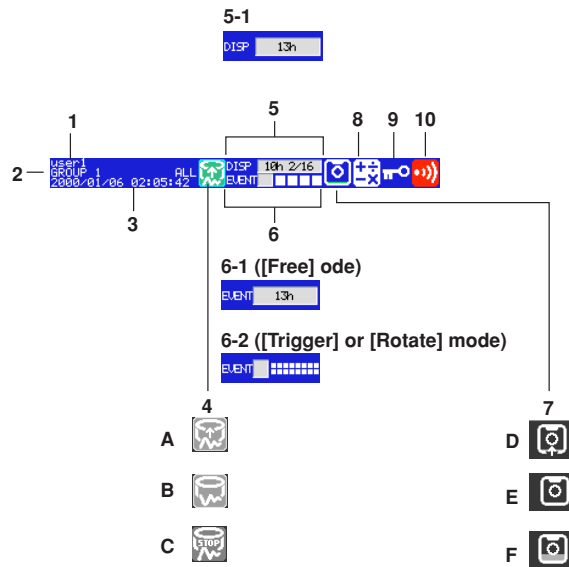 5-1
DISP 13h
5
8 9 10
1
2
user1
GROUP 1 ALL
2000/01/06 02:05:42
DISP 10h 2/16
EVENT
3
6
6-1 ([Free] ode)
EVENT 13h
6-2 ([Trigger] or [Rotate] mode)
EVENT
4
7
A
D
B
E
C STOP
F